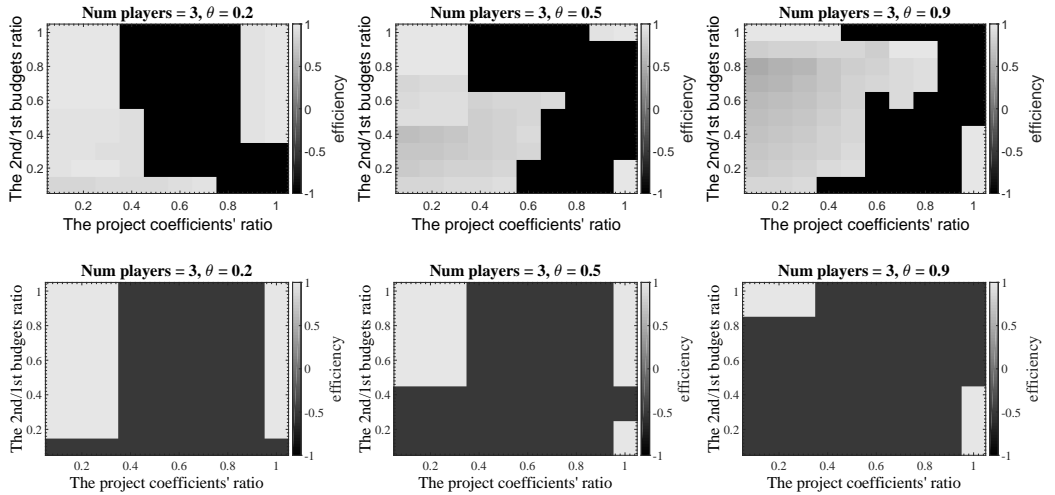 Num players = 3, θ = 0.2
The 2nd/1st budgets ratio
1
0.8
0.6
0.4
0.2
0.2 0.4 0.6 0.8 1
The project coefficients' ratio
1
0.5
0
-0.5
-1
efficiency
Num players = 3, θ = 0.5
The 2nd/1st budgets ratio
1
0.8
0.6
0.4
0.2
0.2 0.4 0.6 0.8 1
The project coefficients' ratio
1
0.5
0
-0.5
-1
efficiency
Num players = 3, θ = 0.9
The 2nd/1st budgets ratio
1
0.8
0.6
0.4
0.2
0.2 0.4 0.6 0.8 1
The project coefficients' ratio
1
0.5
0
-0.5
-1
efficiency
Num players = 3, θ = 0.2
The 2nd/1st budgets ratio
1
0.8
0.6
0.4
0.2
0.2 0.4 0.6 0.8 1
The project coefficients' ratio
1
0.5
0
-0.5
-1
efficiency
Num players = 3, θ = 0.5
The 2nd/1st budgets ratio
1
0.8
0.6
0.4
0.2
0.2 0.4 0.6 0.8 1
The project coefficients' ratio
1
0.5
0
-0.5
-1
efficiency
Num players = 3, θ = 0.9
The 2nd/1st budgets ratio
1
0.8
0.6
0.4
0.2
0.2 0.4 0.6 0.8 1
The project coefficients' ratio
1
0.5
0
-0.5
-1
efficiency